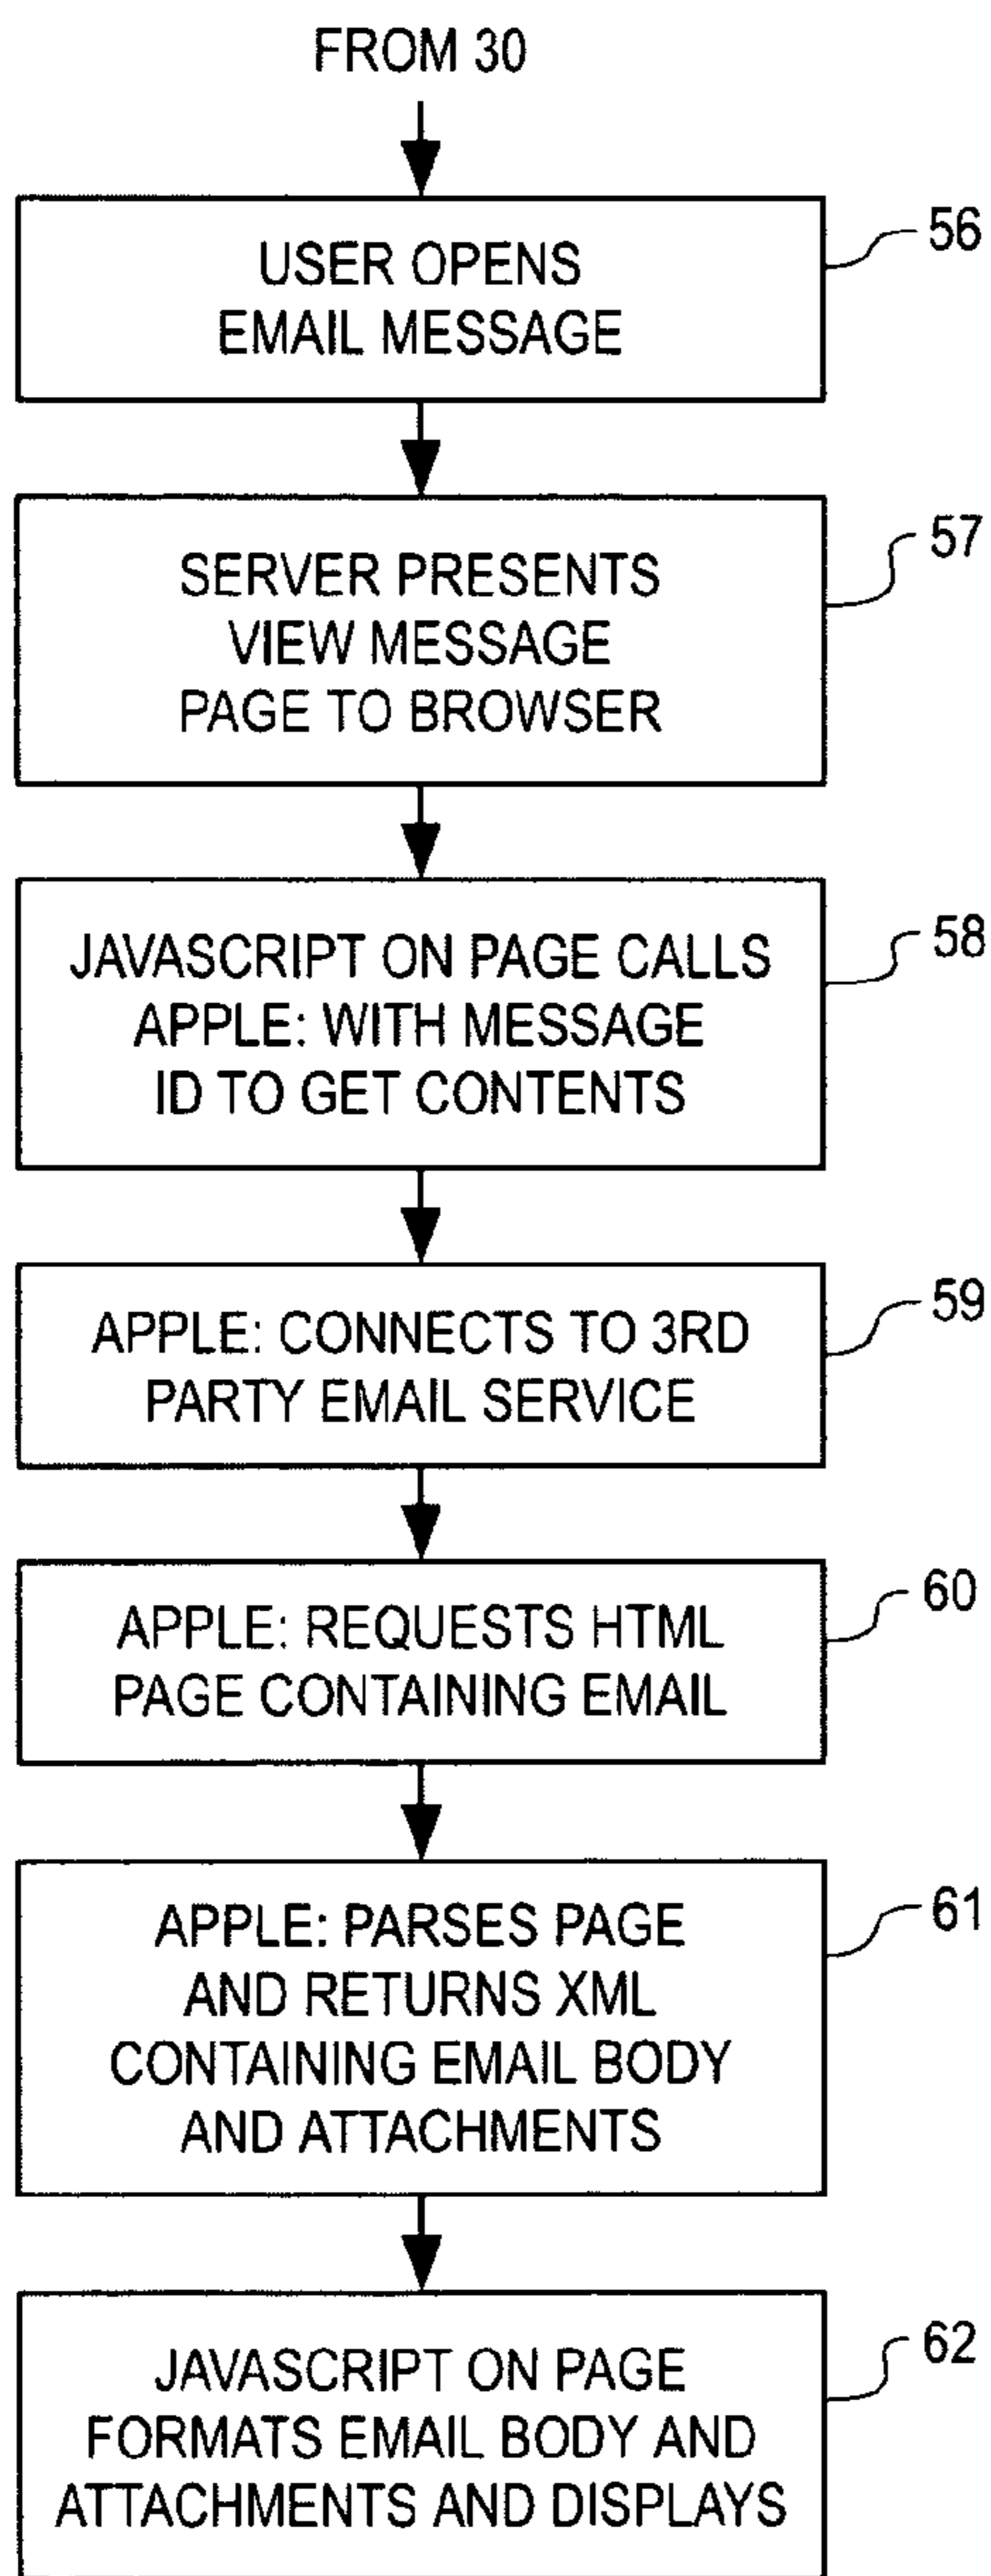 FROM 30
USER OPENS
EMAIL MESSAGE
56
SERVER PRESENTS
VIEW MESSAGE
PAGE TO BROWSER
57
JAVASCRIPT ON PAGE CALLS
APPLE: WITH MESSAGE
ID TO GET CONTENTS
58
APPLE: CONNECTS TO 3RD
PARTY EMAIL SERVICE
59
APPLE: REQUESTS HTML
PAGE CONTAINING EMAIL
60
APPLE: PARSES PAGE
AND RETURNS XML
CONTAINING EMAIL BODY
AND ATTACHMENTS
61
JAVASCRIPT ON PAGE
FORMATS EMAIL BODY AND
ATTACHMENTS AND DISPLAYS
62